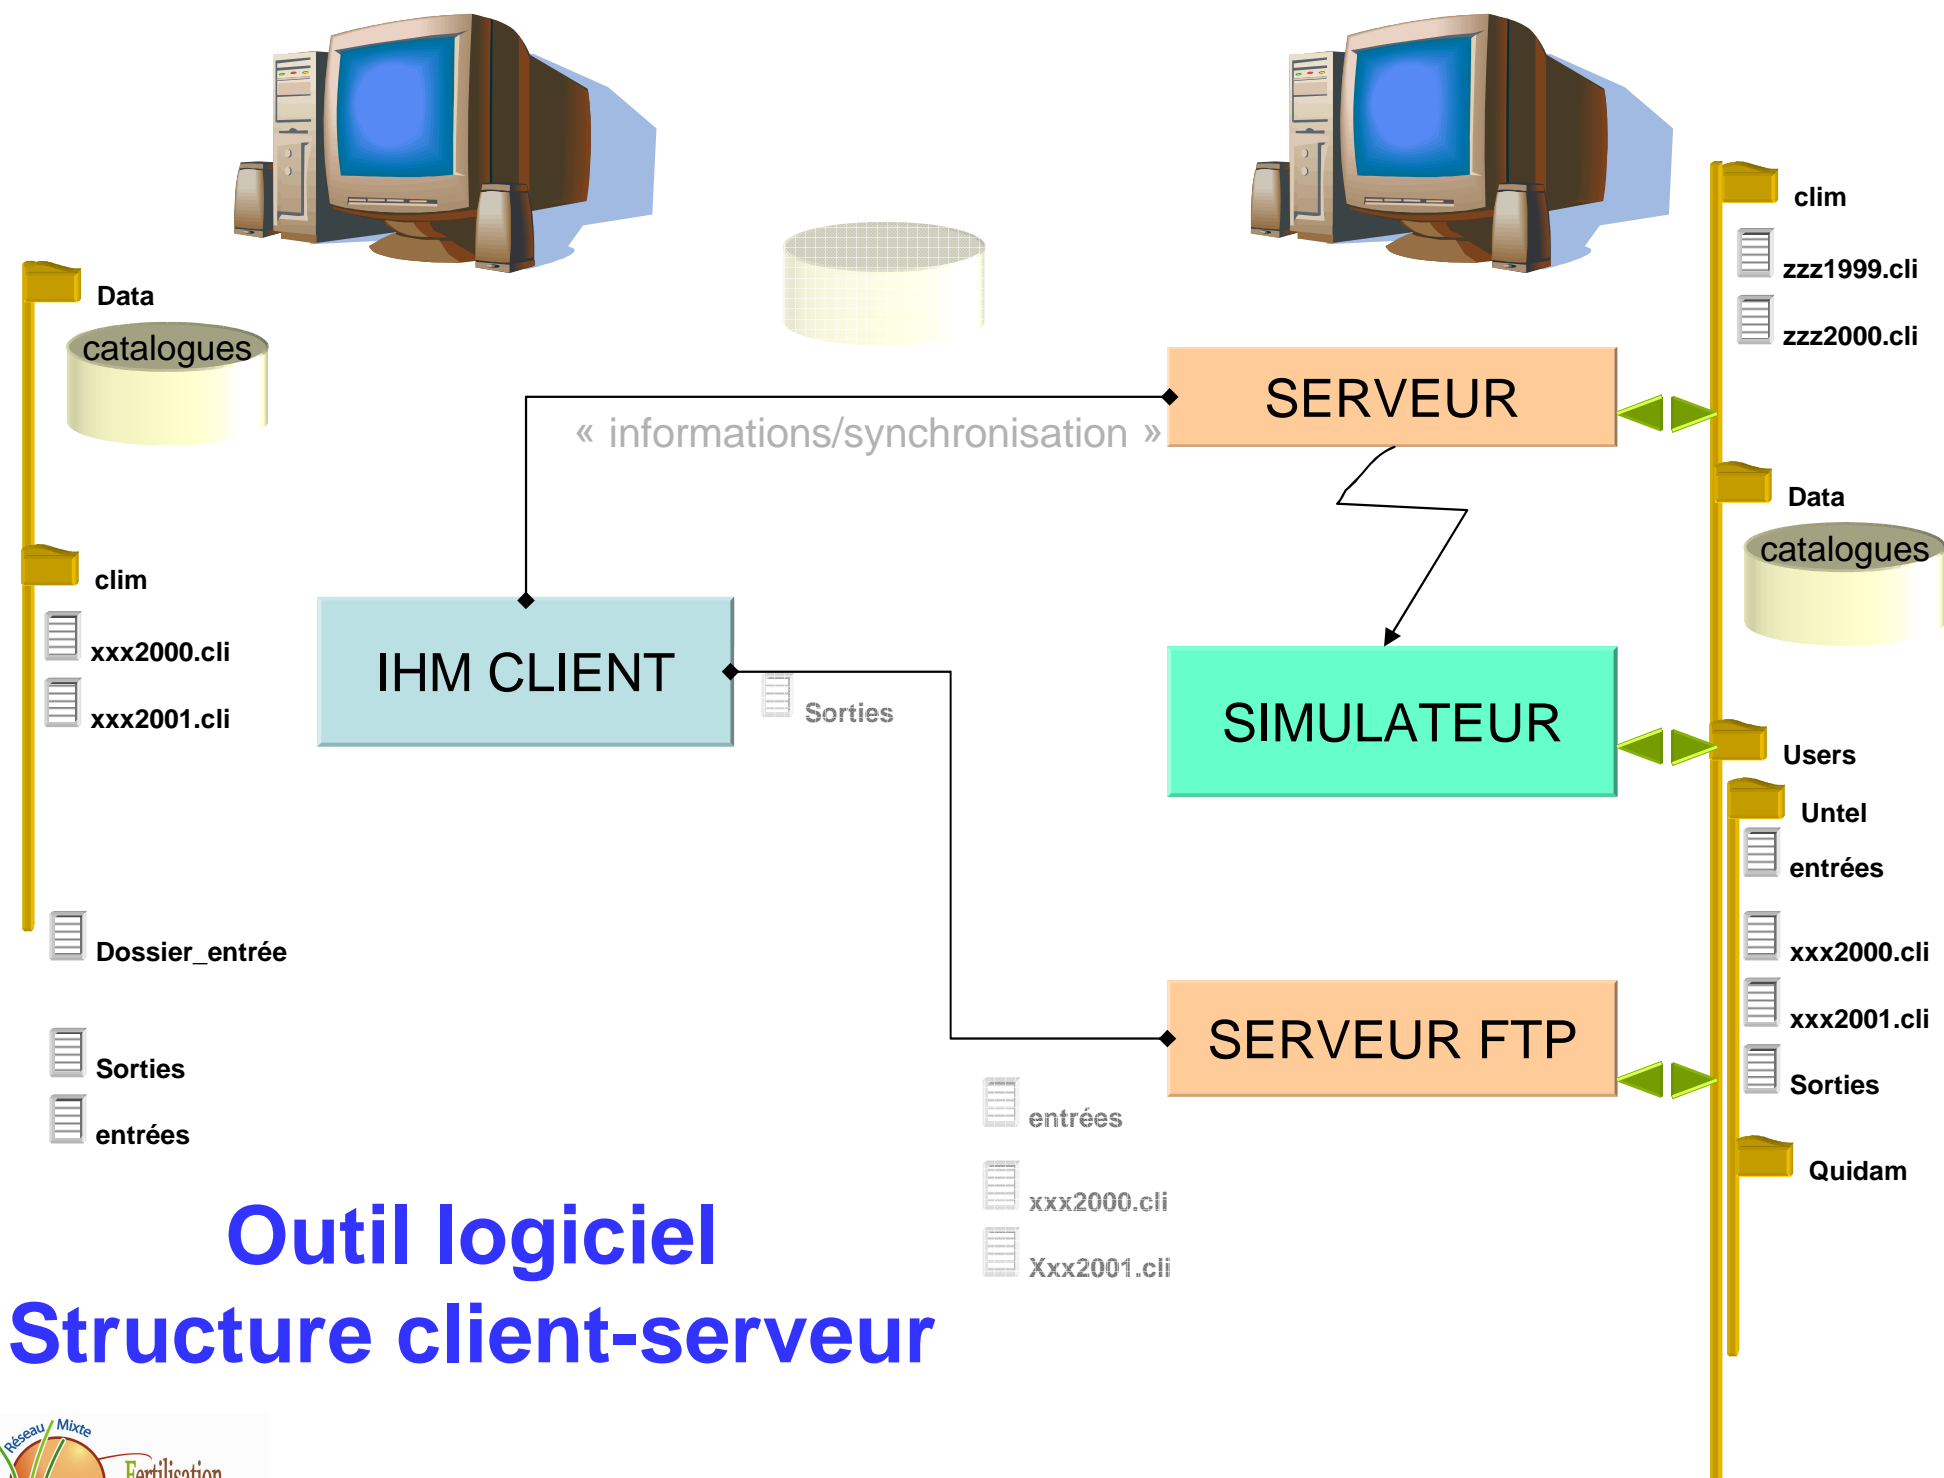 clim
zzz1999.cli
zzz2000.cli
Data
catalogues
SERVEUR
« informations/synchronisation »
Data
catalogues
clim
xxx2000.cli
xxx2001.cli
IHM CLIENT
Sorties
SIMULATEUR
Users
Untel
entrées
xxx2000.cli
xxx2001.cli
Sorties
Quidam
Dossier_entrée
Sorties
entrées
SERVEUR FTP
entrées
xxx2000.cli
Xxx2001.cli
Outil logiciel
Structure client-serveur
Réseau Mixte
Fertilisation